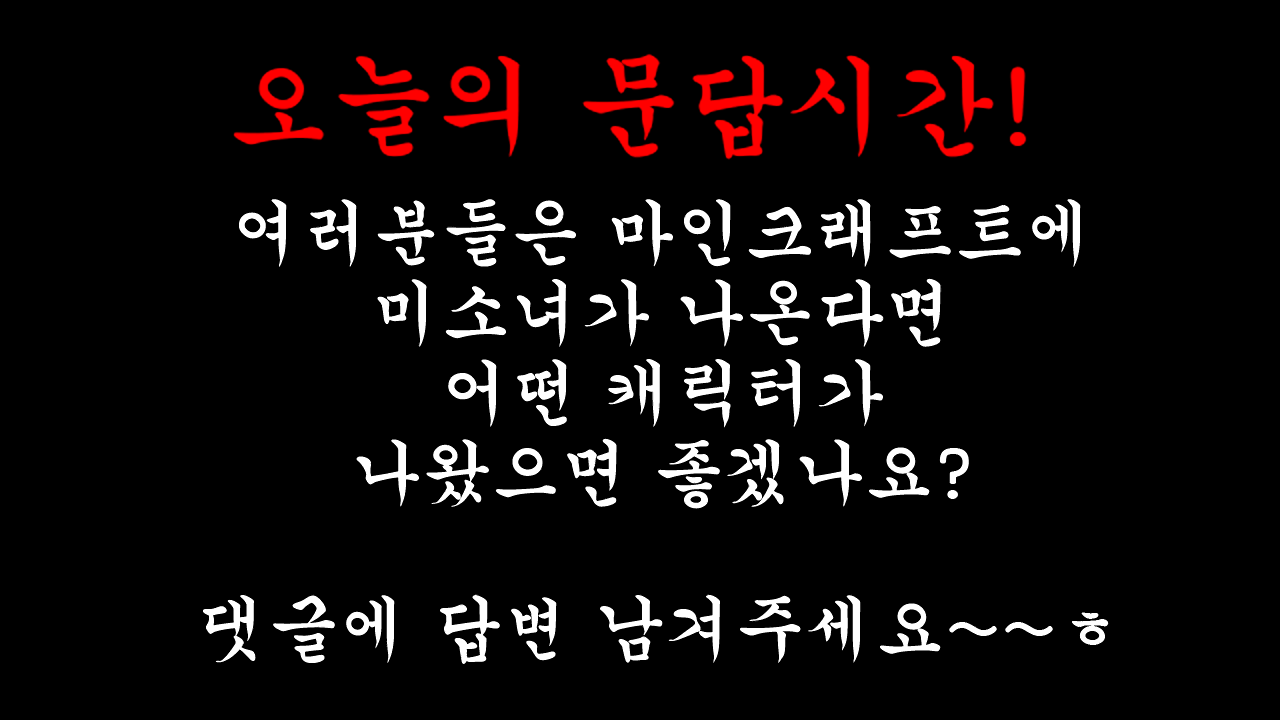 오늘의 문답시간!
여러분들은 마인크래프트에
미소녀가 나온다면
어떤 캐릭터가
나왔으면 좋겠나요?
댓글에 답변 남겨주세요~~ㅎ